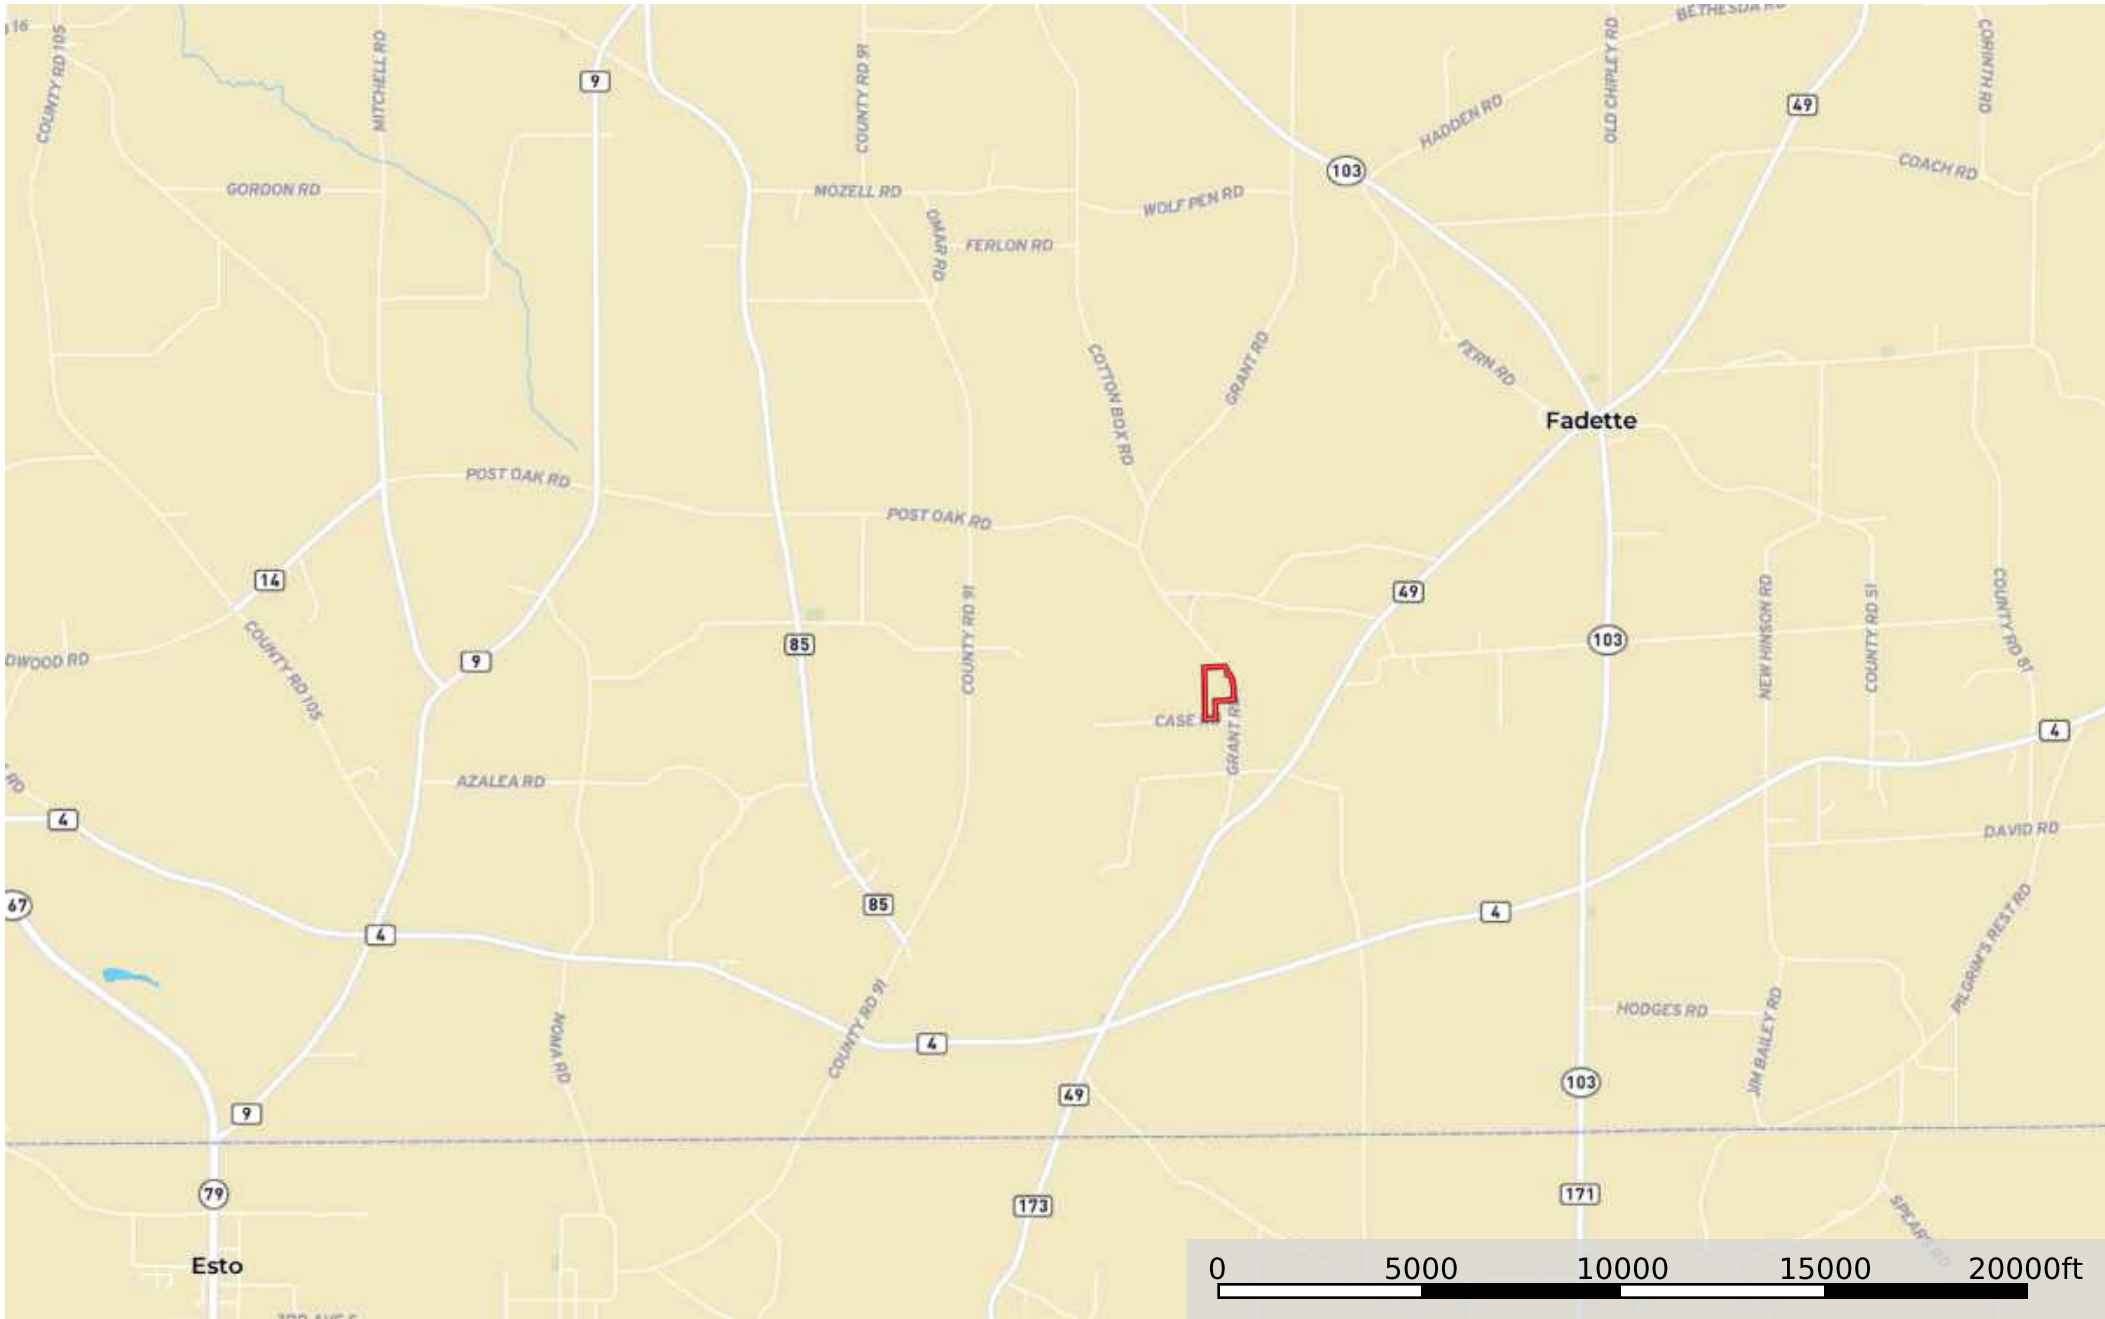 16
COUNTY RD 105
MITCHELL RD
9
COUNTY RD 91
BETHESDA RD
OLD CHIPLEY RD
CORINTH RD
49
HADDEN RD
103
COACH RD
GORDON RD
MOZELL RD
WOLF PEN RD
OMAR RD
FERLON RD
COTTON BOX RD
GRANT RD
FERN RD
Fadette
POST OAK RD
POST OAK RD
14
49
COUNTY RD 91
NEW HINSON RD
COUNTY RD 51
COUNTY RD 81
COUNTY RD 105
DWOOD RD
9
85
103
CASE
GRANT RD
4
RD
AZALEA RD
4
DAVID RD
67
85
4
4
PILGRIM'S REST RD
COUNTY RD 91
NOMA RD
4
HODGES RD
JIM BAILEY RD
103
49
9
79
173
171
SPEARS RD
Esto
3RD AVE S
0 5000 10000 15000 20000ft